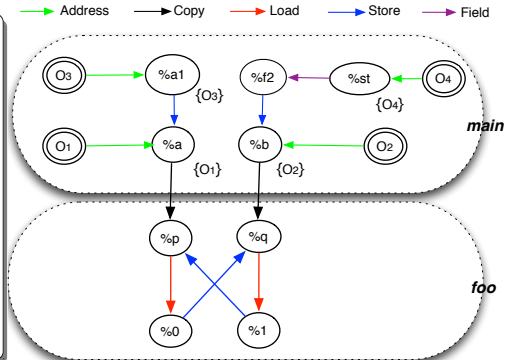 Address Copy Load Store Field
O3 %a1 %f2 %st O4
{O3} {O4}
main
O1 %a %b O2
{O1} {O2}
%p %q
foo
%0 %1